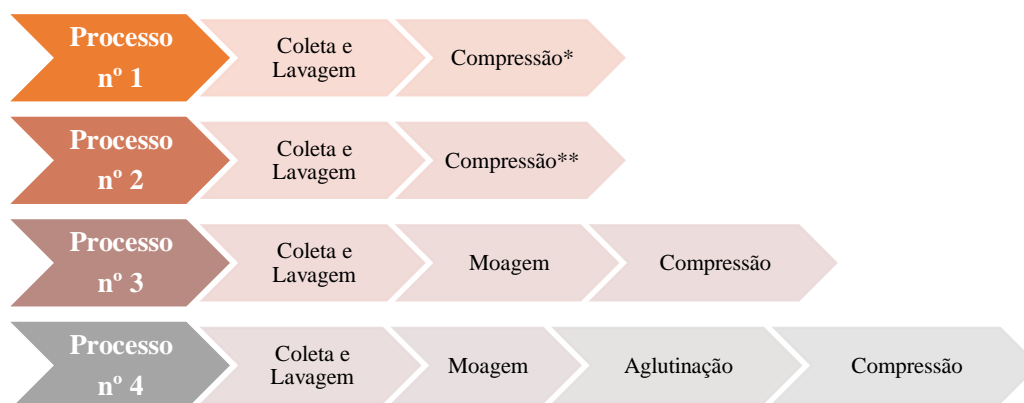 Processo
nº 1
Coleta e
Lavagem
Compressão*
Processo
nº 2
Coleta e
Lavagem
Compressão**
Processo
nº 3
Coleta e
Lavagem
Moagem
Compressão
Processo
nº 4
Coleta e
Lavagem
Moagem
Aglutinação
Compressão